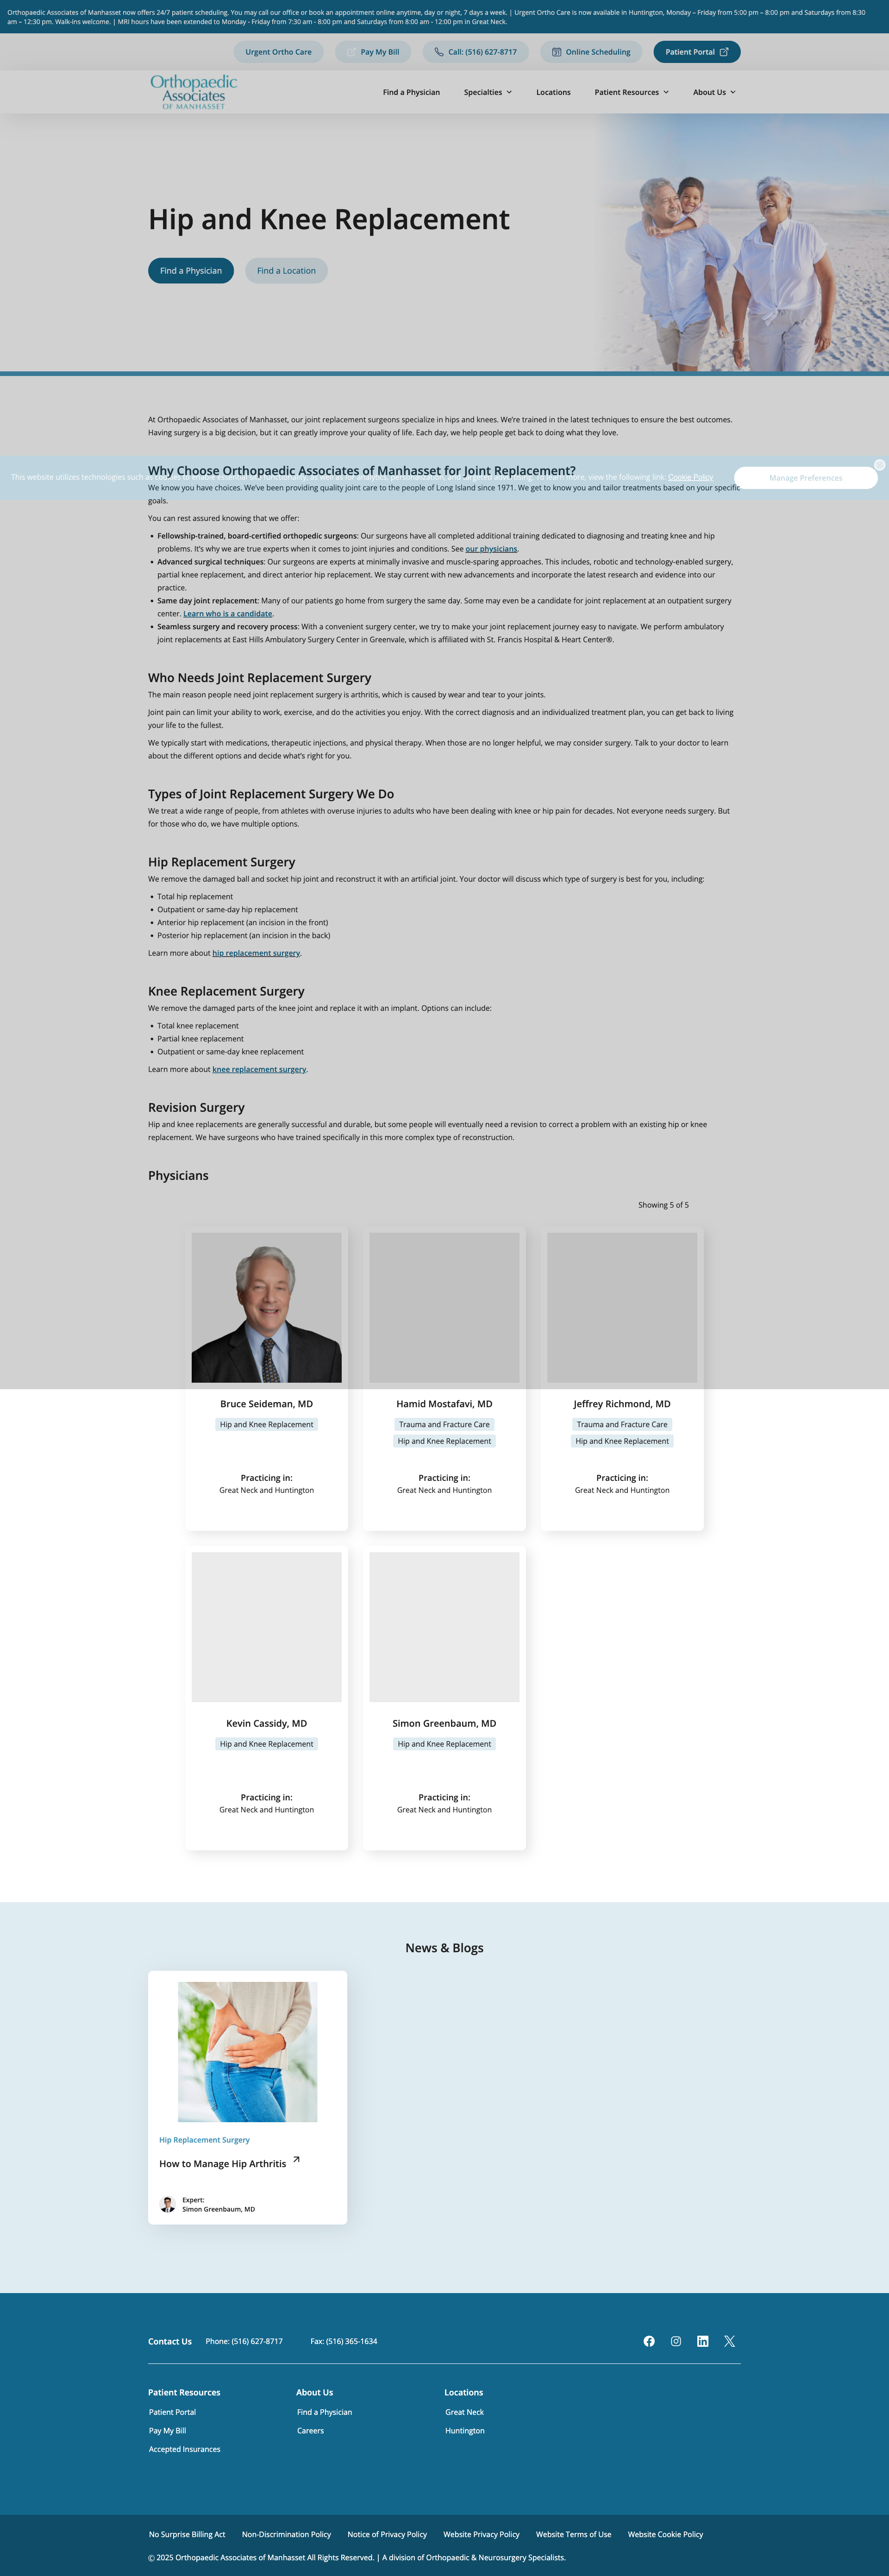 Orthopaedic Associates of Manhasset now offers 24/7 patient scheduling. You may call our office or book an appointment online anytime, day or night, 7 days a week. | Urgent Ortho Care is now available in Huntington, Monday – Friday from 5:00 pm – 8:00 pm and Saturdays from 8:30
am – 12:30 pm. Walk-ins welcome. | MRI hours have been extended to Monday - Friday from 7:30 am - 8:00 pm and Saturdays from 8:00 am - 12:00 pm in Great Neck.
Urgent Ortho Care
Pay My Bill
Call: (516) 627-8717
Online Scheduling
Patient Portal
Orthopaedic
Associates
OF MANHASSET
Find a Physician
Specialties
Locations
Patient Resources
About Us
Hip and Knee Replacement
Find a Physician
Find a Location
At Orthopaedic Associates of Manhasset, our joint replacement surgeons specialize in hips and knees. We're trained in the latest techniques to ensure the best outcomes.
Having surgery is a big decision, but it can greatly improve your quality of life. Each day, we help people get back to doing what they love.
Why Choose Orthopaedic Associates of Manhasset for Joint Replacement?
This website utilizes technologies such as cookies to enable essential site functionality, as well as for analytics, personalization, and targeted advertising. To learn more, view the following link: Cookie Policy
Manage Preferences
We know you have choices. We've been providing quality joint care to the people of Long Island since 1971. We get to know you and tailor treatments based on your specific
goals.
You can rest assured knowing that we offer:
Fellowship-trained, board-certified orthopedic surgeons: Our surgeons have all completed additional training dedicated to diagnosing and treating knee and hip
problems. It's why we are true experts when it comes to joint injuries and conditions. See our physicians.
Advanced surgical techniques: Our surgeons are experts at minimally invasive and muscle-sparing approaches. This includes, robotic and technology-enabled surgery,
partial knee replacement, and direct anterior hip replacement. We stay current with new advancements and incorporate the latest research and evidence into our
practice.
Same day joint replacement: Many of our patients go home from surgery the same day. Some may even be a candidate for joint replacement at an outpatient surgery
center. Learn who is a candidate.
Seamless surgery and recovery process: With a convenient surgery center, we try to make your joint replacement journey easy to navigate. We perform ambulatory
joint replacements at East Hills Ambulatory Surgery Center in Greenvale, which is affiliated with St. Francis Hospital & Heart Center®.
Who Needs Joint Replacement Surgery
The main reason people need joint replacement surgery is arthritis, which is caused by wear and tear to your joints.
Joint pain can limit your ability to work, exercise, and do the activities you enjoy. With the correct diagnosis and an individualized treatment plan, you can get back to living
your life to the fullest.
We typically start with medications, therapeutic injections, and physical therapy. When those are no longer helpful, we may consider surgery. Talk to your doctor to learn
about the different options and decide what's right for you.
Types of Joint Replacement Surgery We Do
We treat a wide range of people, from athletes with overuse injuries to adults who have been dealing with knee or hip pain for decades. Not everyone needs surgery. But
for those who do, we have multiple options.
Hip Replacement Surgery
We remove the damaged ball and socket hip joint and reconstruct it with an artificial joint. Your doctor will discuss which type of surgery is best for you, including:
Total hip replacement
Outpatient or same-day hip replacement
Anterior hip replacement (an incision in the front)
Posterior hip replacement (an incision in the back)
Learn more about hip replacement surgery.
Knee Replacement Surgery
We remove the damaged parts of the knee joint and replace it with an implant. Options can include:
Total knee replacement
Partial knee replacement
Outpatient or same-day knee replacement
Learn more about knee replacement surgery.
Revision Surgery
Hip and knee replacements are generally successful and durable, but some people will eventually need a revision to correct a problem with an existing hip or knee
replacement. We have surgeons who have trained specifically in this more complex type of reconstruction.
Physicians
Showing 5 of 5
Bruce Seideman, MD
Hip and Knee Replacement
Practicing in:
Great Neck and Huntington
Hamid Mostafavi, MD
Trauma and Fracture Care
Hip and Knee Replacement
Practicing in:
Great Neck and Huntington
Jeffrey Richmond, MD
Trauma and Fracture Care
Hip and Knee Replacement
Practicing in:
Great Neck and Huntington
Kevin Cassidy, MD
Hip and Knee Replacement
Practicing in:
Great Neck and Huntington
Simon Greenbaum, MD
Hip and Knee Replacement
Practicing in:
Great Neck and Huntington
News & Blogs
Hip Replacement Surgery
How to Manage Hip Arthritis
Expert:
Simon Greenbaum, MD
Contact Us
Phone: (516) 627-8717
Fax: (516) 365-1634
Patient Resources
Patient Portal
Pay My Bill
Accepted Insurances
About Us
Find a Physician
Careers
Locations
Great Neck
Huntington
No Surprise Billing Act
Non-Discrimination Policy
Notice of Privacy Policy
Website Privacy Policy
Website Terms of Use
Website Cookie Policy
© 2025 Orthopaedic Associates of Manhasset All Rights Reserved. | A division of Orthopaedic & Neurosurgery Specialists.